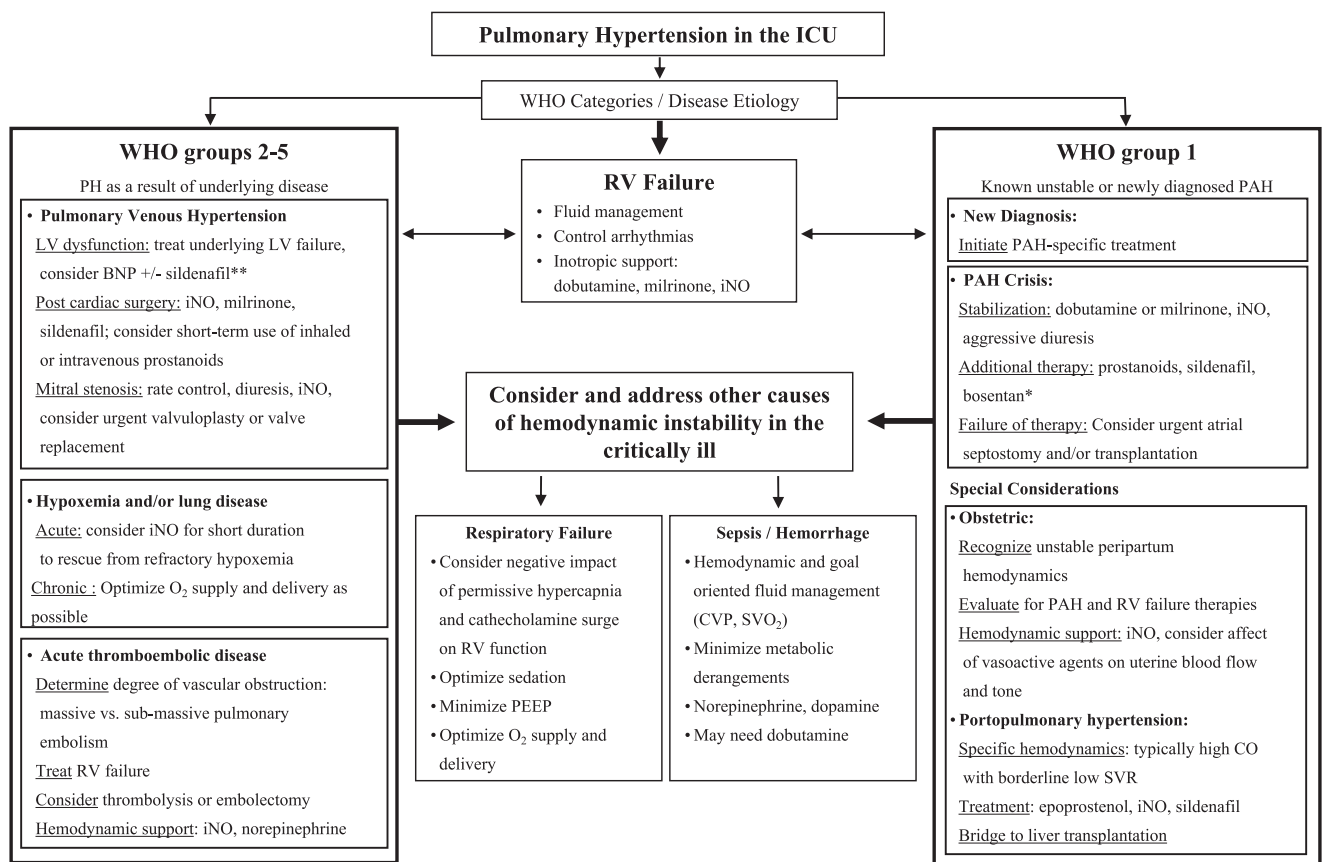 Pulmonary Hypertension in the ICU
WHO Categories / Disease Etiology
WHO groups 2-5
PH as a result of underlying disease
• Pulmonary Venous Hypertension
LV dysfunction: treat underlying LV failure,
consider BNP +/- sildenafil**
Post cardiac surgery: iNO, milrinone,
sildenafil; consider short-term use of inhaled
or intravenous prostanoids
Mitral stenosis: rate control, diuresis, iNO,
consider urgent valvuloplasty or valve
replacement
• Hypoxemia and/or lung disease
Acute: consider iNO for short duration
to rescue from refractory hypoxemia
Chronic : Optimize O₂ supply and delivery as
possible
• Acute thromboembolic disease
Determine degree of vascular obstruction:
massive vs. sub-massive pulmonary
embolism
Treat RV failure
Consider thrombolysis or embolectomy
Hemodynamic support: iNO, norepinephrine
RV Failure
• Fluid management
• Control arrhythmias
• Inotropic support:
dobutamine, milrinone, iNO
Consider and address other causes
of hemodynamic instability in the
critically ill
Respiratory Failure
• Consider negative impact
of permissive hypercapnia
and cathecholamine surge
on RV function
• Optimize sedation
• Minimize PEEP
• Optimize O₂ supply and
delivery
Sepsis / Hemorrhage
• Hemodynamic and goal
oriented fluid management
(CVP, SVO₂)
• Minimize metabolic
derangements
• Norepinephrine, dopamine
• May need dobutamine
WHO group 1
Known unstable or newly diagnosed PAH
• New Diagnosis:
Initiate PAH-specific treatment
• PAH Crisis:
Stabilization: dobutamine or milrinone, iNO,
aggressive diuresis
Additional therapy: prostanoids, sildenafil,
bosentan*
Failure of therapy: Consider urgent atrial
septostomy and/or transplantation
Special Considerations
• Obstetric:
Recognize unstable peripartum
hemodynamics
Evaluate for PAH and RV failure therapies
Hemodynamic support: iNO, consider affect
of vasoactive agents on uterine blood flow
and tone
• Portopulmonary hypertension:
Specific hemodynamics: typically high CO
with borderline low SVR
Treatment: epoprostenol, iNO, sildenafil
Bridge to liver transplantation